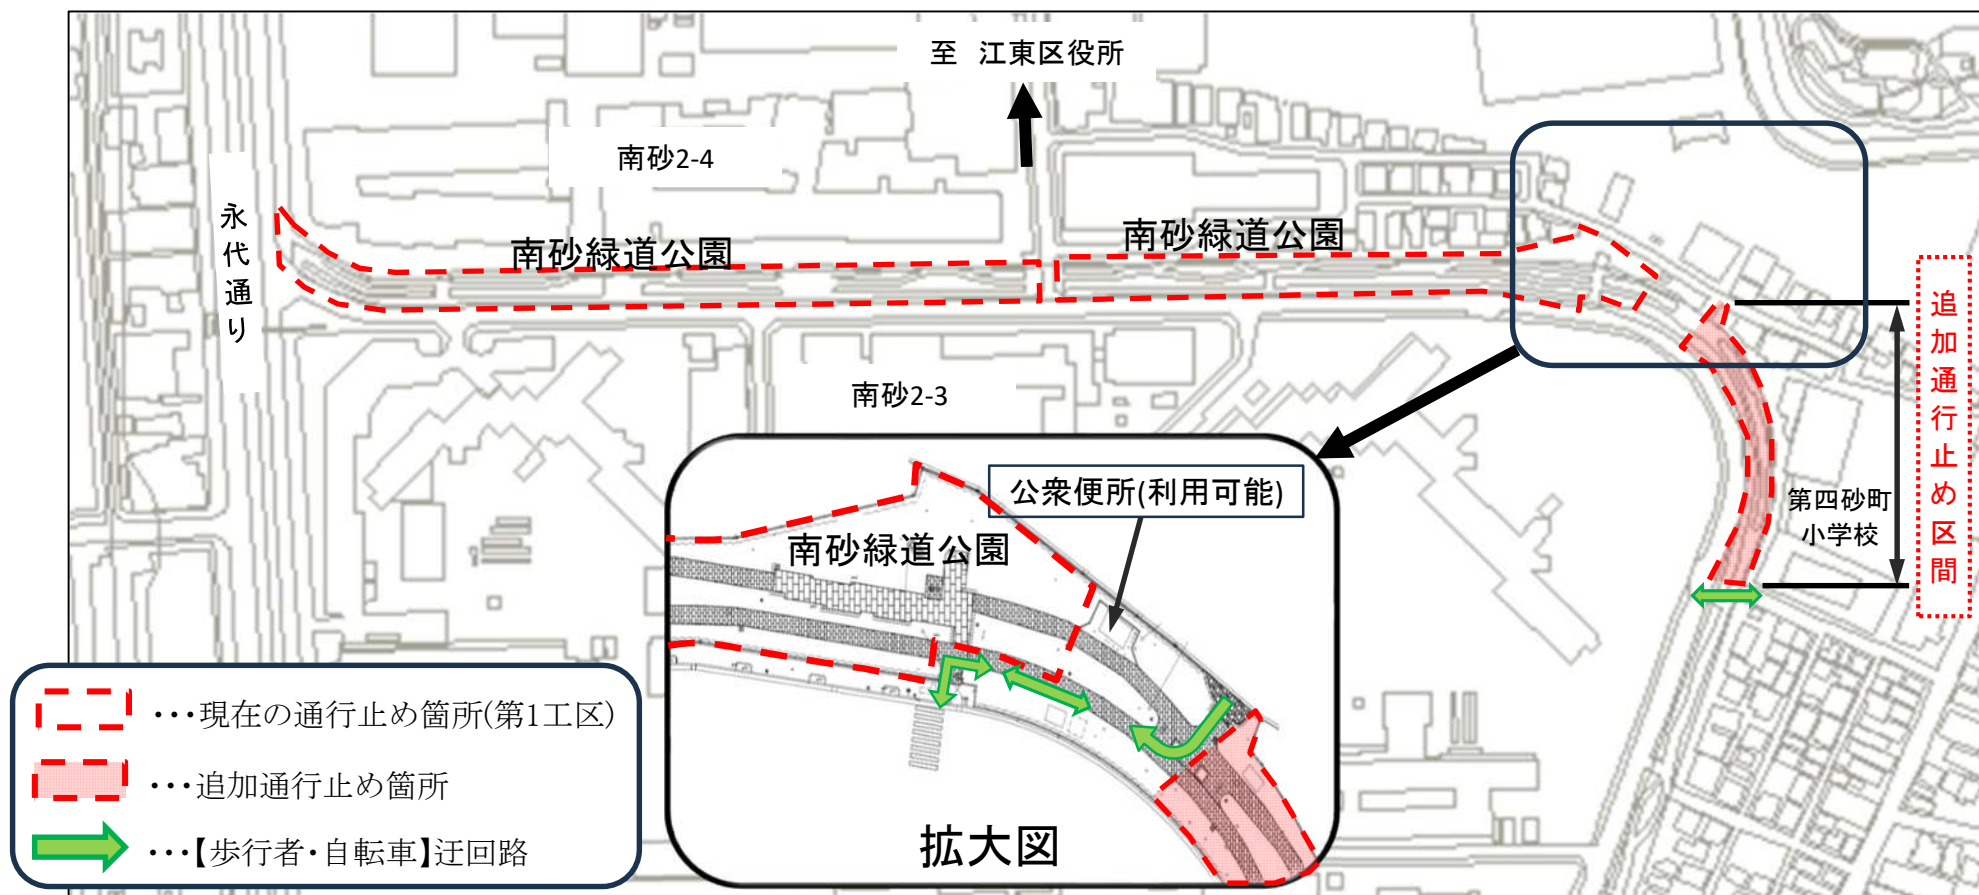 至 江東区役所
南砂2-4
永代通り
南砂緑道公園
南砂緑道公園
追加通行止め区間
南砂2-3
第四砂町
小学校
公衆便所(利用可能)
南砂緑道公園
拡大図
･･･現在の通行止め箇所(第1工区)
･･･追加通行止め箇所
･･･【歩行者･自転車】迂回路